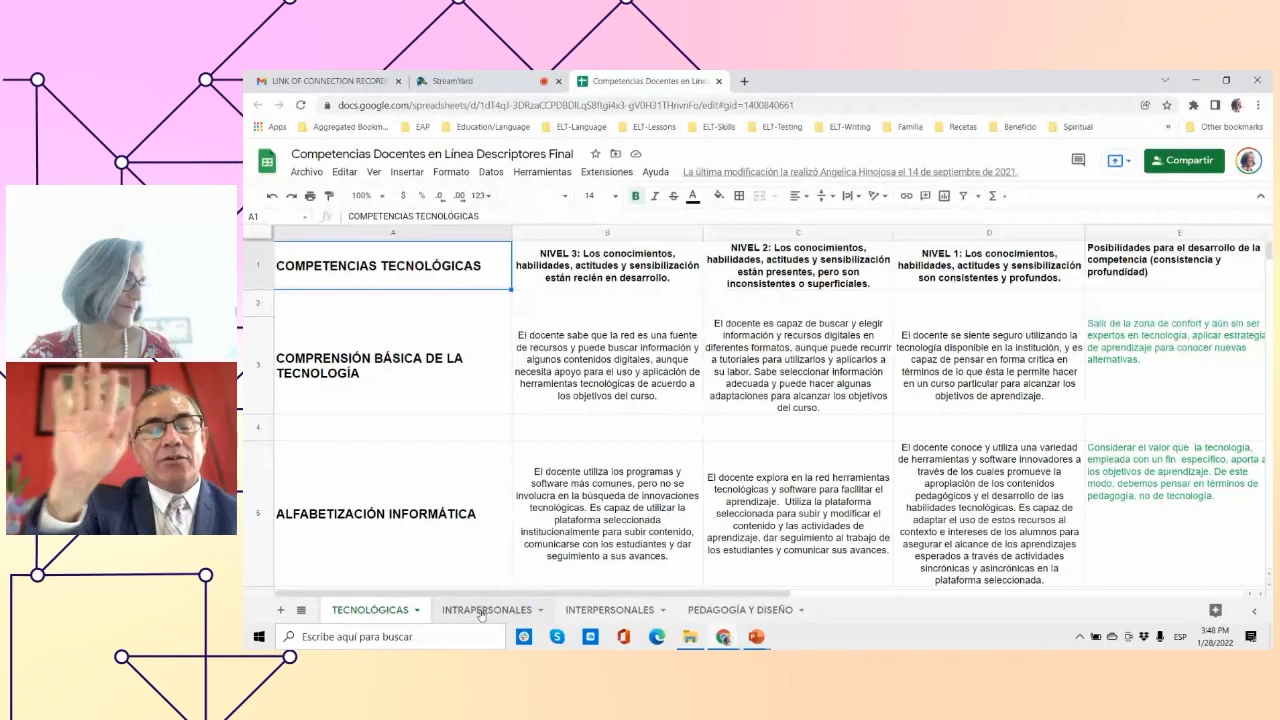 LINK OF CONNECTION RECORD
StreamYard
Competencias Docentes en Líne
docs.google.com/spreadsheets/d/1dT4qJ-3DRzaCCPDBDlLqS8ftgi4x3-gV0H31THnvnFo/edit#gid=1400840661
Apps
Aggregated Bookm...
EAP
Education/Language
ELT-Language
ELT-Lessons
ELT-Skills
ELT-Testing
ELT-Writing
Familia
Recetas
Beneficio
Spiritual
»
Other bookmarks
Competencias Docentes en Línea Descriptores Final
Archivo Editar Ver Insertar Formato Datos Herramientas Extensiones Ayuda
La última modificación la realizó Angelica Hinojosa el 14 de septiembre de 2021.
Compartir
100% $ % .0 .00 123 14 B I S A
A1 fx COMPETENCIAS TECNOLÓGICAS
A B C D E
1
COMPETENCIAS TECNOLÓGICAS
NIVEL 3: Los conocimientos,
habilidades, actitudes y sensibilización
están recién en desarrollo.
NIVEL 2: Los conocimientos,
habilidades, actitudes y sensibilización
están presentes, pero son
inconsistentes o superficiales.
NIVEL 1: Los conocimientos,
habilidades, actitudes y sensibilización
son consistentes y profundos.
Posibilidades para el desarrollo de la
competencia (consistencia y
profundidad)
2
3
COMPRENSIÓN BÁSICA DE LA
TECNOLOGÍA
El docente sabe que la red es una fuente
de recursos y puede buscar información y
algunos contenidos digitales, aunque
necesita apoyo para el uso y aplicación de
herramientas tecnológicas de acuerdo a
los objetivos del curso.
El docente es capaz de buscar y elegir
información y recursos digitales en
diferentes formatos, aunque puede recurrir
a tutoriales para utilizarlos y aplicarlos a
su labor. Sabe seleccionar información
adecuada y puede hacer algunas
adaptaciones para alcanzar los objetivos
del curso.
El docente se siente seguro utilizando la
tecnología disponible en la institución, y es
capaz de pensar en forma crítica en
términos de lo que ésta le permite hacer
en un curso particular para alcanzar los
objetivos de aprendizaje.
Salir de la zona de confort y aún sin ser
expertos en tecnología, aplicar estrategia
de aprendizaje para conocer nuevas
alternativas.
4
5
ALFABETIZACIÓN INFORMÁTICA
El docente utiliza los programas y
software más comunes, pero no se
involucra en la búsqueda de innovaciones
tecnológicas. Es capaz de utilizar la
plataforma seleccionada
institucionalmente para subir contenido,
comunicarse con los estudiantes y dar
seguimiento a sus avances.
El docente explora en la red herramientas
tecnológicas y software para facilitar el
aprendizaje. Utiliza la plataforma
seleccionada para subir y modificar el
contenido y las actividades de
aprendizaje, dar seguimiento al trabajo de
los estudiantes y comunicar sus avances.
El docente conoce y utiliza una variedad
de herramientas y software innovadores a
través de los cuales promueve la
apropiación de los contenidos
pedagógicos y el desarrollo de las
habilidades tecnológicas. Es capaz de
adaptar el uso de estos recursos al
contexto e intereses de los alumnos para
asegurar el alcance de los aprendizajes
esperados a través de actividades
sincrónicas y asincrónicas en la
plataforma seleccionada.
Considerar el valor que la tecnología,
empleada con un fin específico, aporta a
los objetivos de aprendizaje. De este
modo, debemos pensar en términos de
pedagogía, no de tecnología.
TECNOLÓGICAS INTRAPERSONALES INTERPERSONALES PEDAGOGÍA Y DISEÑO
Escribe aquí para buscar
ESP
3:48 PM
1/28/2022